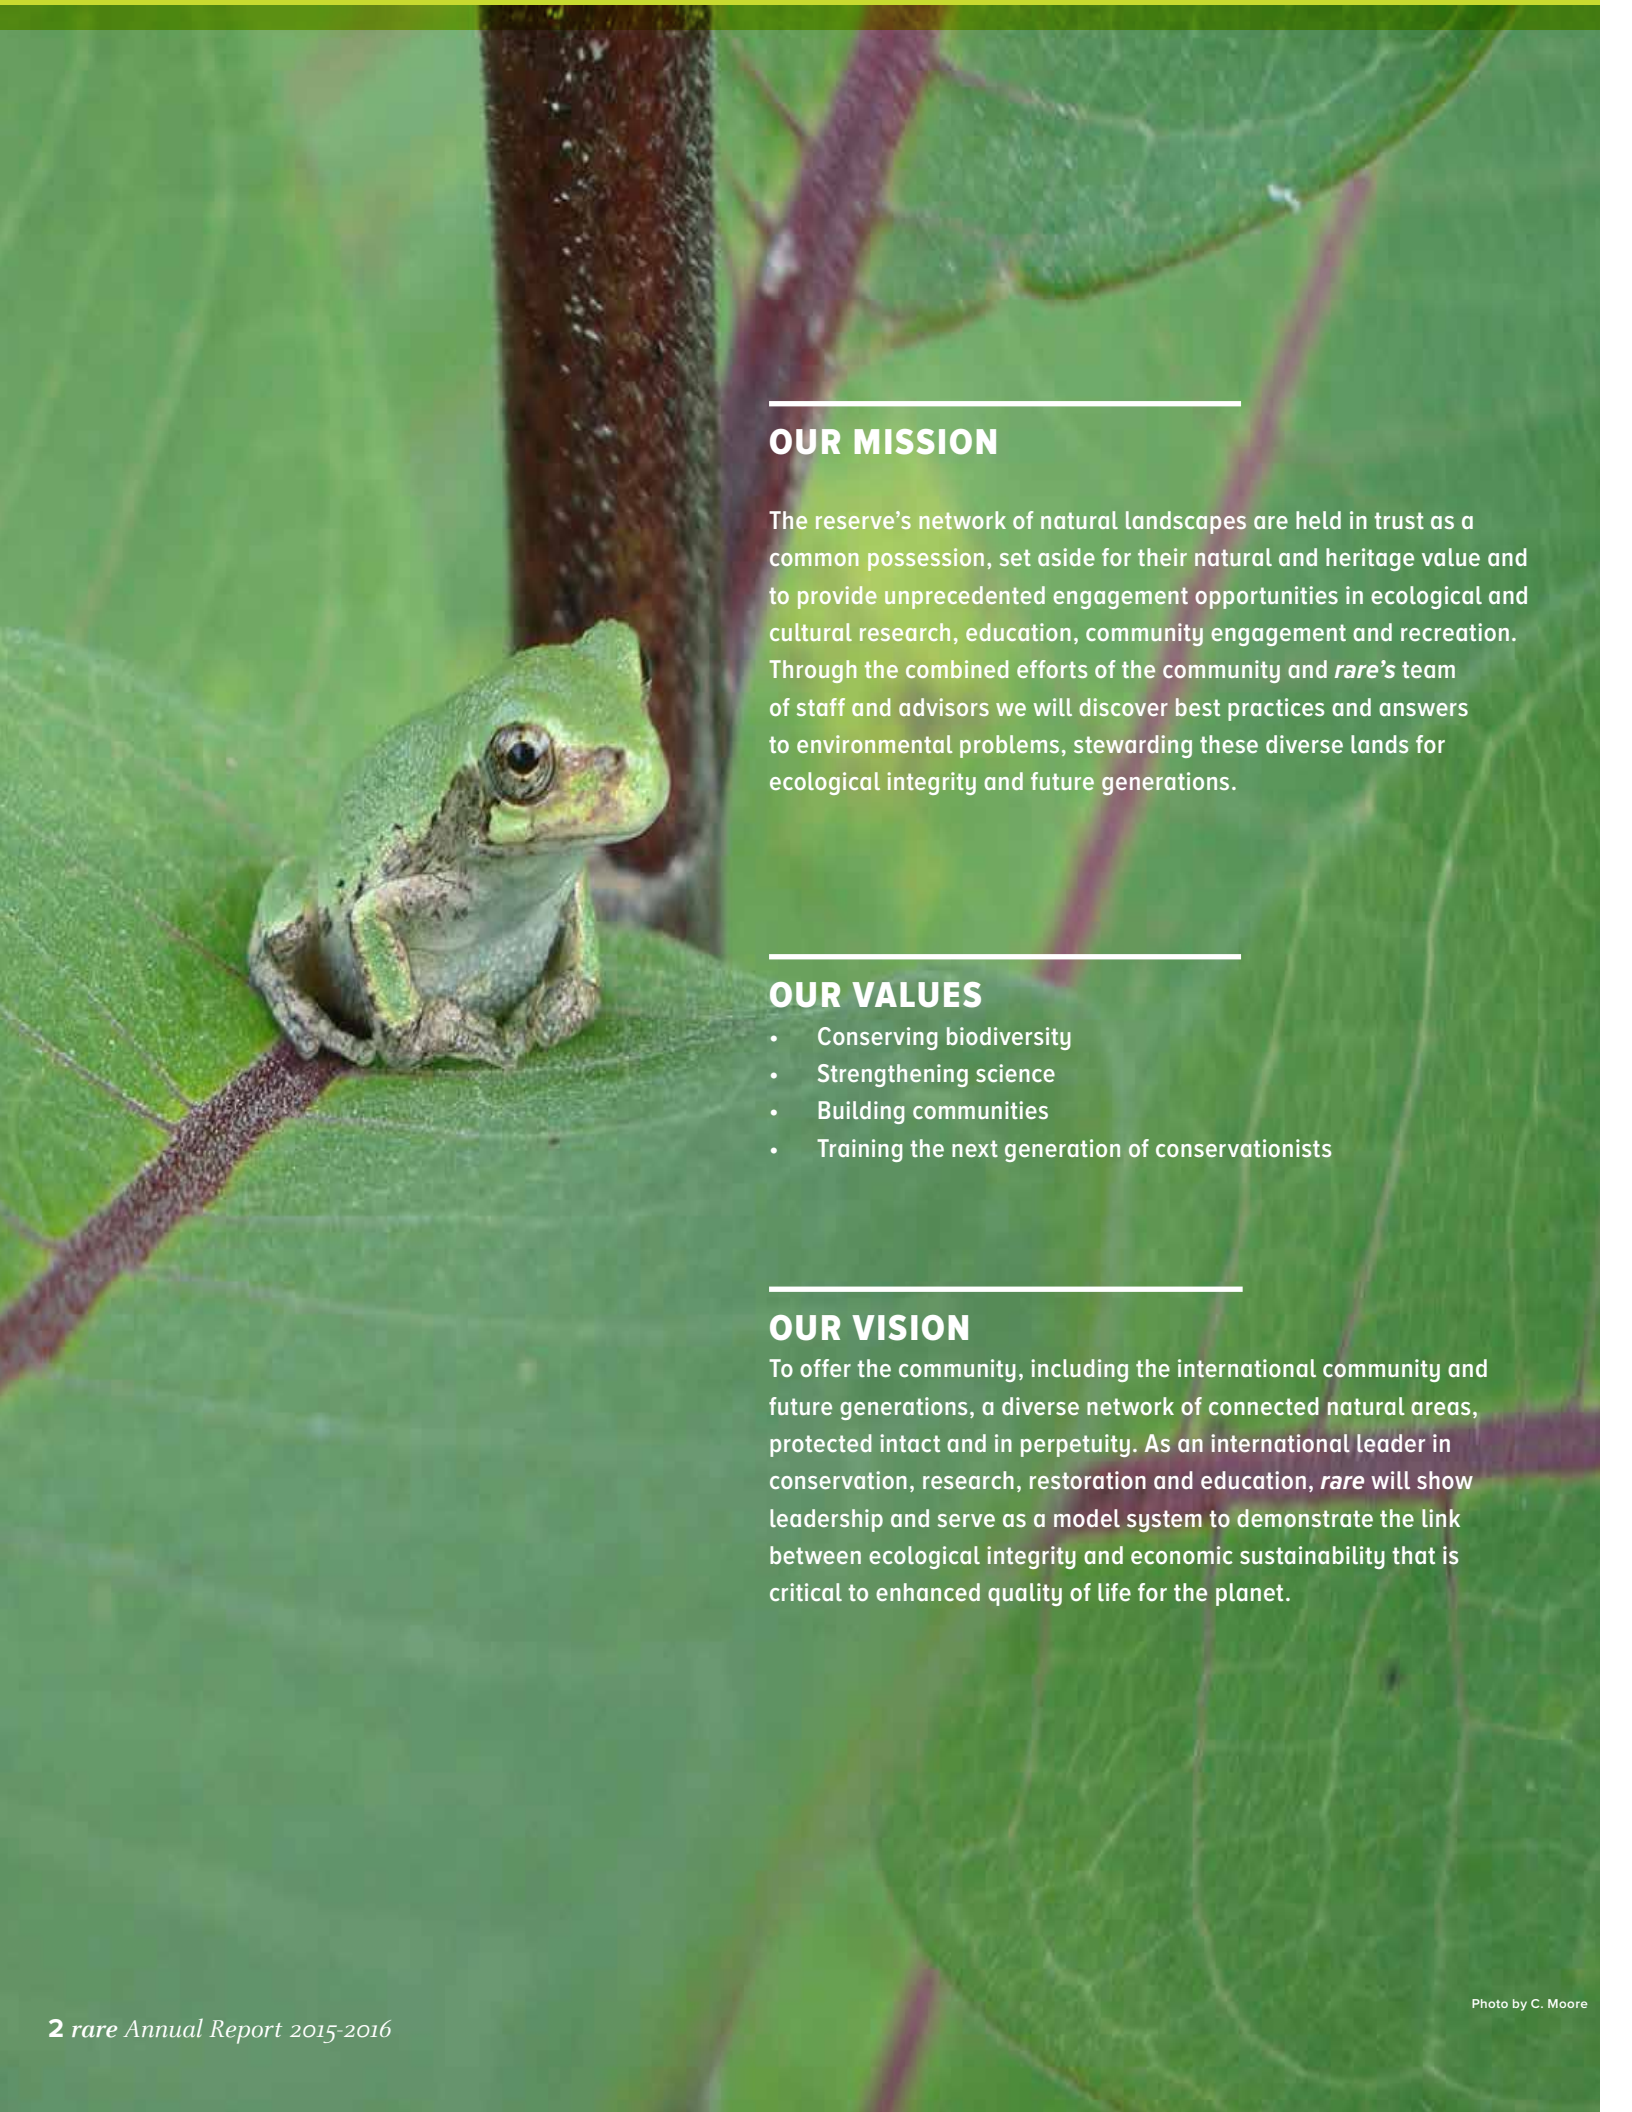 OUR MISSION
The reserve’s network of natural landscapes are held in trust as a
common possession, set aside for their natural and heritage value and
to provide unprecedented engagement opportunities in ecological and
cultural research, education, community engagement and recreation.
Through the combined efforts of the community and rare’s team
of staff and advisors we will discover best practices and answers
to environmental problems, stewarding these diverse lands for
ecological integrity and future generations.
OUR VALUES
• Conserving biodiversity
• Strengthening science
• Building communities
• Training the next generation of conservationists
OUR VISION
To offer the community, including the international community and
future generations, a diverse network of connected natural areas,
protected intact and in perpetuity. As an international leader in
conservation, research, restoration and education, rare will show
leadership and serve as a model system to demonstrate the link
between ecological integrity and economic sustainability that is
critical to enhanced quality of life for the planet.
Photo by C. Moore
2 rare Annual Report 2015-2016